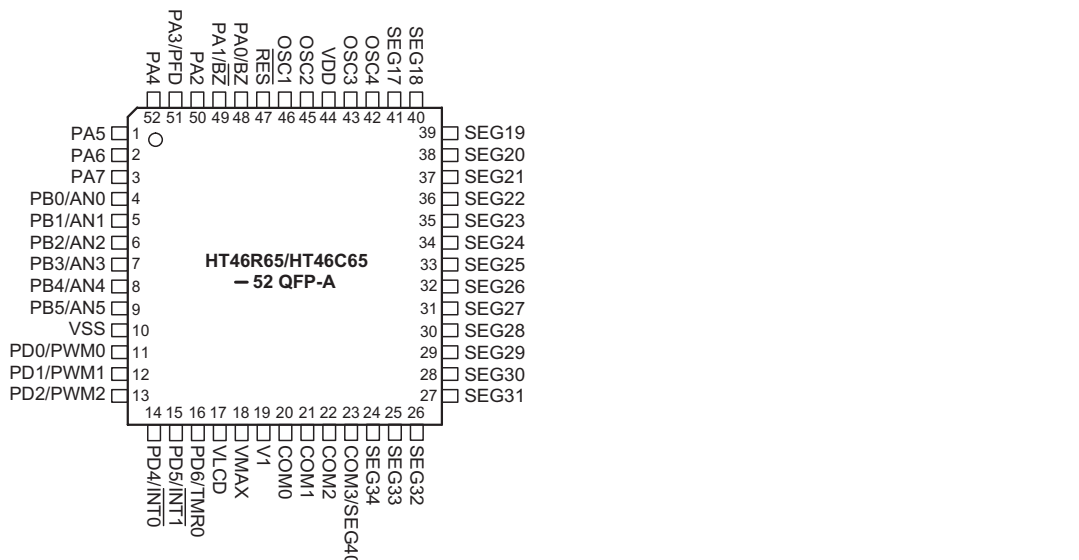 PA4
PA3/PFD
PA2
PA1/BZ
PA0/BZ
RES
OSC1
OSC2
VDD
OSC3
OSC4
SEG17
SEG18
52 51 50 49 48 47 46 45 44 43 42 41 40
PA5 1
PA6 2
PA7 3
PB0/AN0 4
PB1/AN1 5
PB2/AN2 6
PB3/AN3 7
PB4/AN4 8
PB5/AN5 9
VSS 10
PD0/PWM0 11
PD1/PWM1 12
PD2/PWM2 13
HT46R65/HT46C65
– 52 QFP-A
39 SEG19
38 SEG20
37 SEG21
36 SEG22
35 SEG23
34 SEG24
33 SEG25
32 SEG26
31 SEG27
30 SEG28
29 SEG29
28 SEG30
27 SEG31
14 15 16 17 18 19 20 21 22 23 24 25 26
PD4/INT0
PD5/INT1
PD6/TMR0
VLCD
VMAX
V1
COM0
COM1
COM2
COM3/SEG40
SEG34
SEG33
SEG32